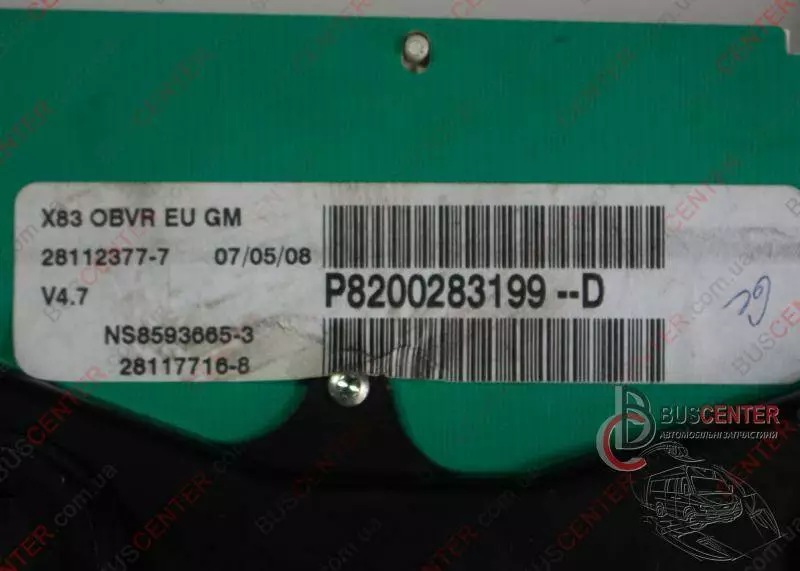 X83 OBVR EU GM
28112377-7 07/05/08
V4.7
P8200283199--D
NS8593665-3
28117716-8
BUSCENTER
АВТОМОБІЛЬНІ ЗАПЧАСТИНИ